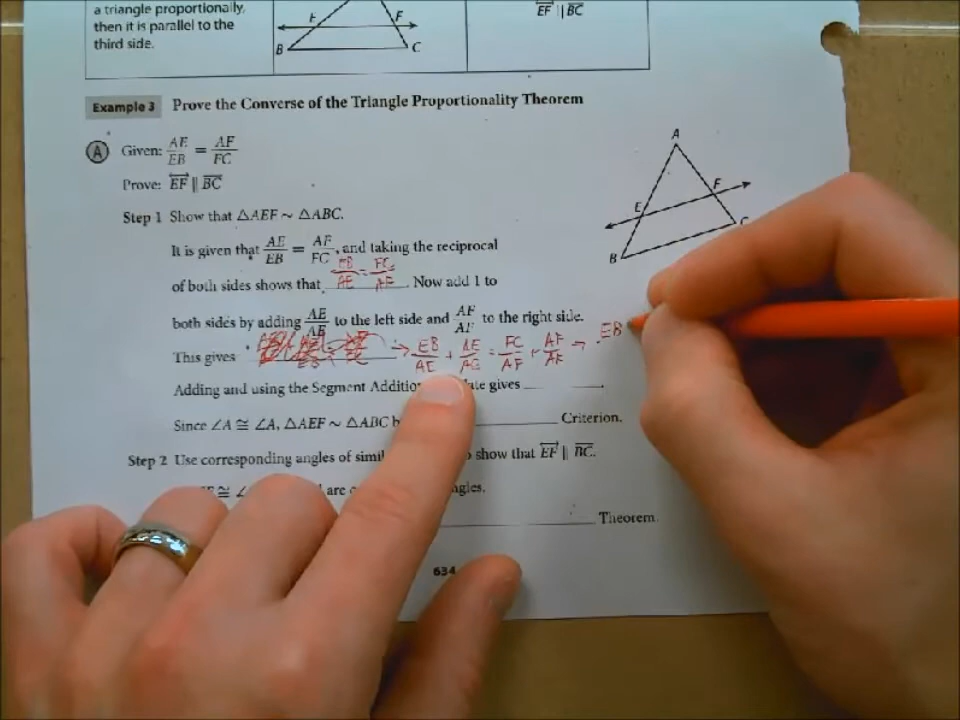 a triangle proportionally,
then it is parallel to the
third side.
E F
B C
EF || BC
Example 3 Prove the Converse of the Triangle Proportionality Theorem
A Given: AE/EB = AF/FC
Prove: EF || BC
A
F
E
C
B
Step 1 Show that △AEF ~ △ABC.
It is given that AE/EB = AF/FC, and taking the reciprocal
of both sides shows that EB/AE = FC/AF. Now add 1 to
both sides by adding AE/AE to the left side and AF/AF to the right side.
This gives → EB/AE + AE/AE = FC/AF + AF/AF → EB
Adding and using the Segment gives ______.
Since ∠A ≅ ∠A, △AEF ~ △ABC ______ Criterion.
Step 2 Use corresponding angles of show that EF || BC.
≅ ∠ are
______ Theorem.
634